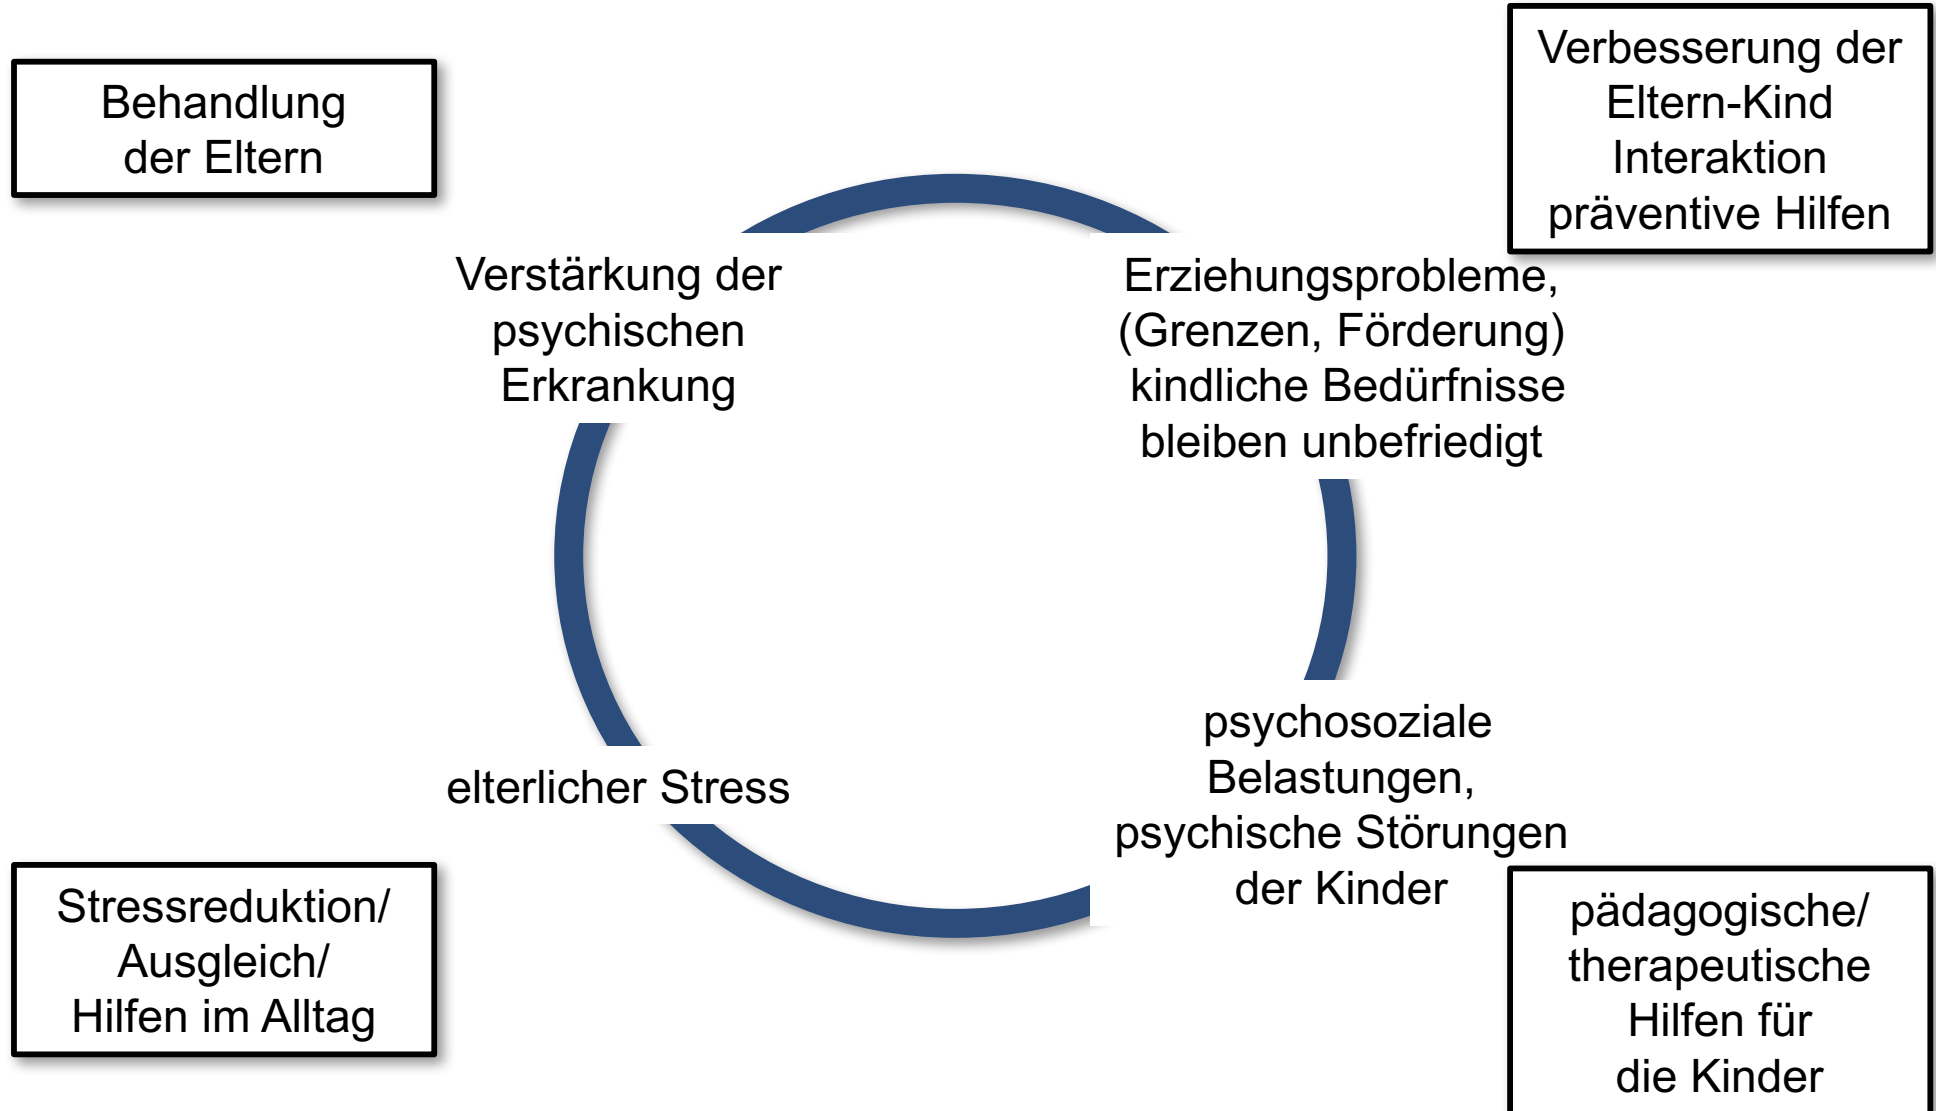 Behandlung
der Eltern
Verbesserung der
Eltern-Kind
Interaktion
präventive Hilfen
Verstärkung der
psychischen
Erkrankung
Erziehungsprobleme,
(Grenzen, Förderung)
kindliche Bedürfnisse
bleiben unbefriedigt
elterlicher Stress
psychosoziale
Belastungen,
psychische Störungen
der Kinder
Stressreduktion/
Ausgleich/
Hilfen im Alltag
pädagogische/
therapeutische
Hilfen für
die Kinder